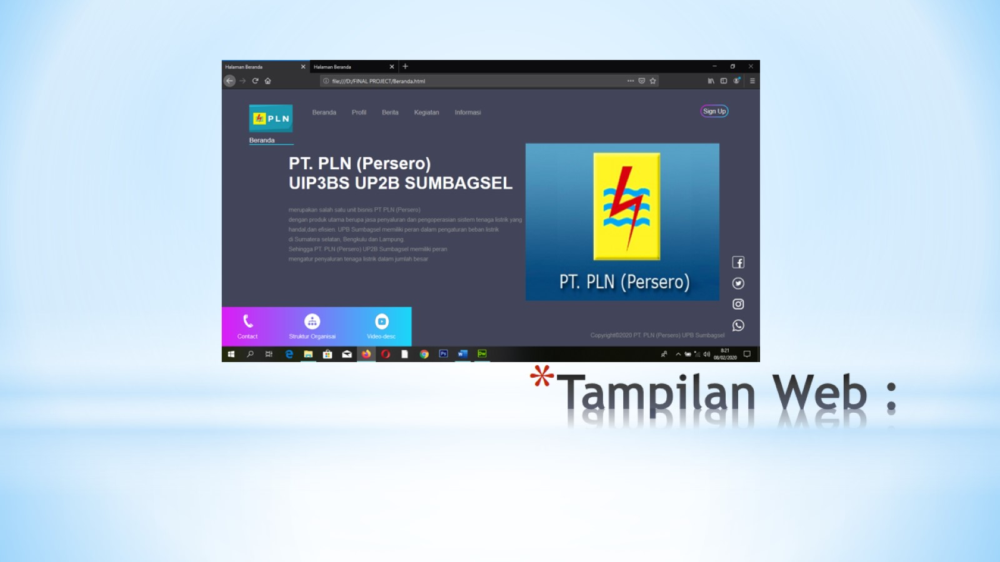 Halaman Beranda
Halaman Beranda
file:///D:/FINAL PROJECT/Beranda.html
PLN
Beranda
Profil
Berita
Kegiatan
Informasi
Sign Up
Beranda
PT. PLN (Persero)
UIP3BS UP2B SUMBAGSEL
merupakan salah satu unit bisnis PT PLN (Persero)
dengan produk utama berupa jasa penyaluran dan pengoperasian sistem tenaga listrik yang
handal,dan efisien. UPB Sumbagsel memiliki peran dalam pengaturan beban listrik
di Sumatera selatan, Bengkulu dan Lampung.
Sehingga PT. PLN (Persero) UP2B Sumbagsel memiliki peran
mengatur penyaluran tenaga listrik dalam jumlah besar
PT. PLN (Persero)
Contact
Struktur Organisai
Video-desc
Copyright©2020 PT. PLN (Persero) UPB Sumbagsel
Ps
W
Dw
8:21
08/02/2020
*Tampilan Web :